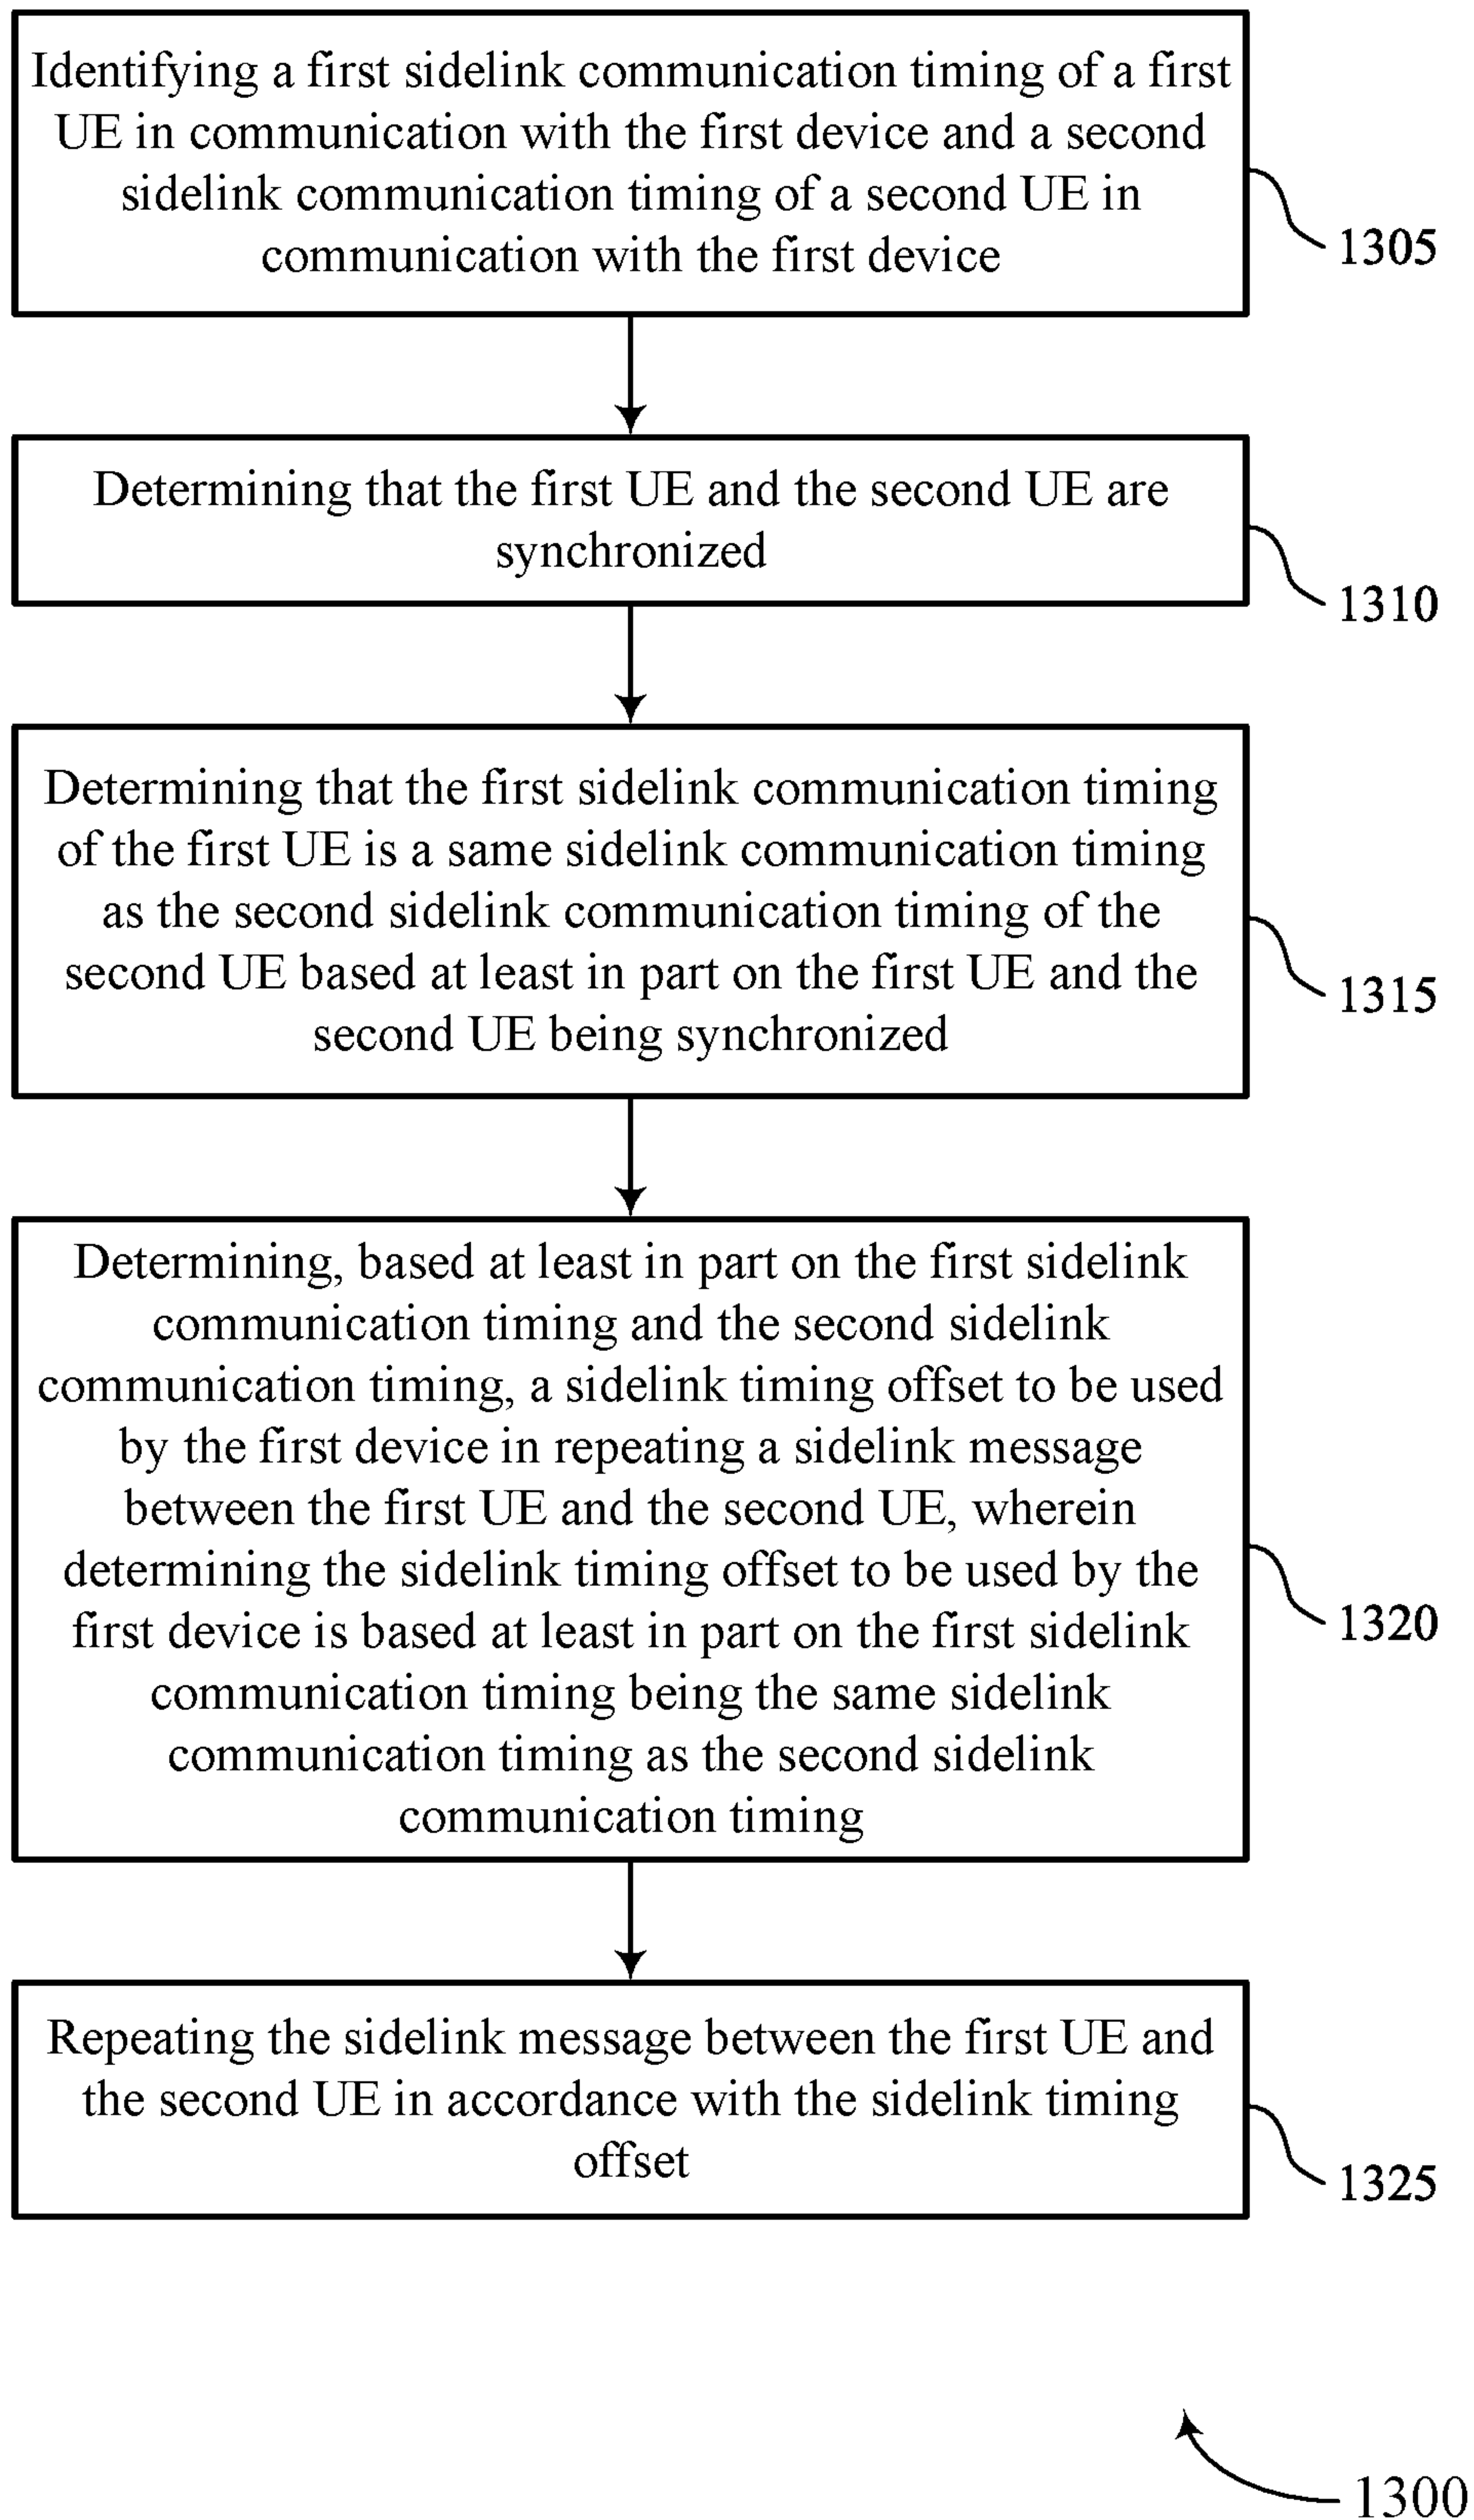 Identifying a first sidelink communication timing of a first
UE in communication with the first device and a second
sidelink communication timing of a second UE in
communication with the first device
1305
Determining that the first UE and the second UE are
synchronized
1310
Determining that the first sidelink communication timing
of the first UE is a same sidelink communication timing
as the second sidelink communication timing of the
second UE based at least in part on the first UE and the
second UE being synchronized
1315
Determining, based at least in part on the first sidelink
communication timing and the second sidelink
communication timing, a sidelink timing offset to be used
by the first device in repeating a sidelink message
between the first UE and the second UE, wherein
determining the sidelink timing offset to be used by the
first device is based at least in part on the first sidelink
communication timing being the same sidelink
communication timing as the second sidelink
communication timing
1320
Repeating the sidelink message between the first UE and
the second UE in accordance with the sidelink timing
offset
1325
1300